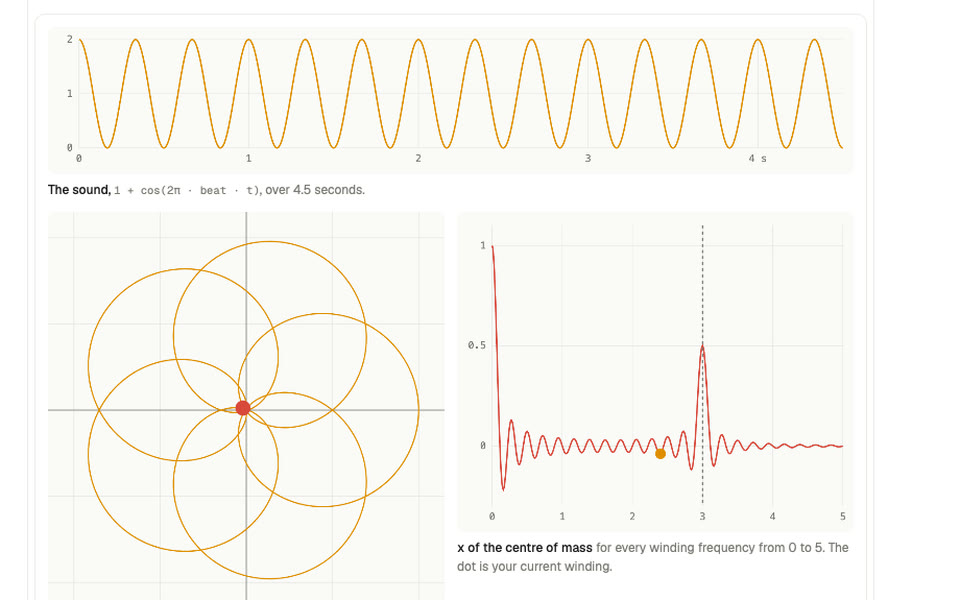 2
1
0
0 1 2 3 4 s
The sound, 1 + cos(2π · beat · t), over 4.5 seconds.
1
0.5
0
0 1 2 3 4 5
x of the centre of mass for every winding frequency from 0 to 5. The
dot is your current winding.